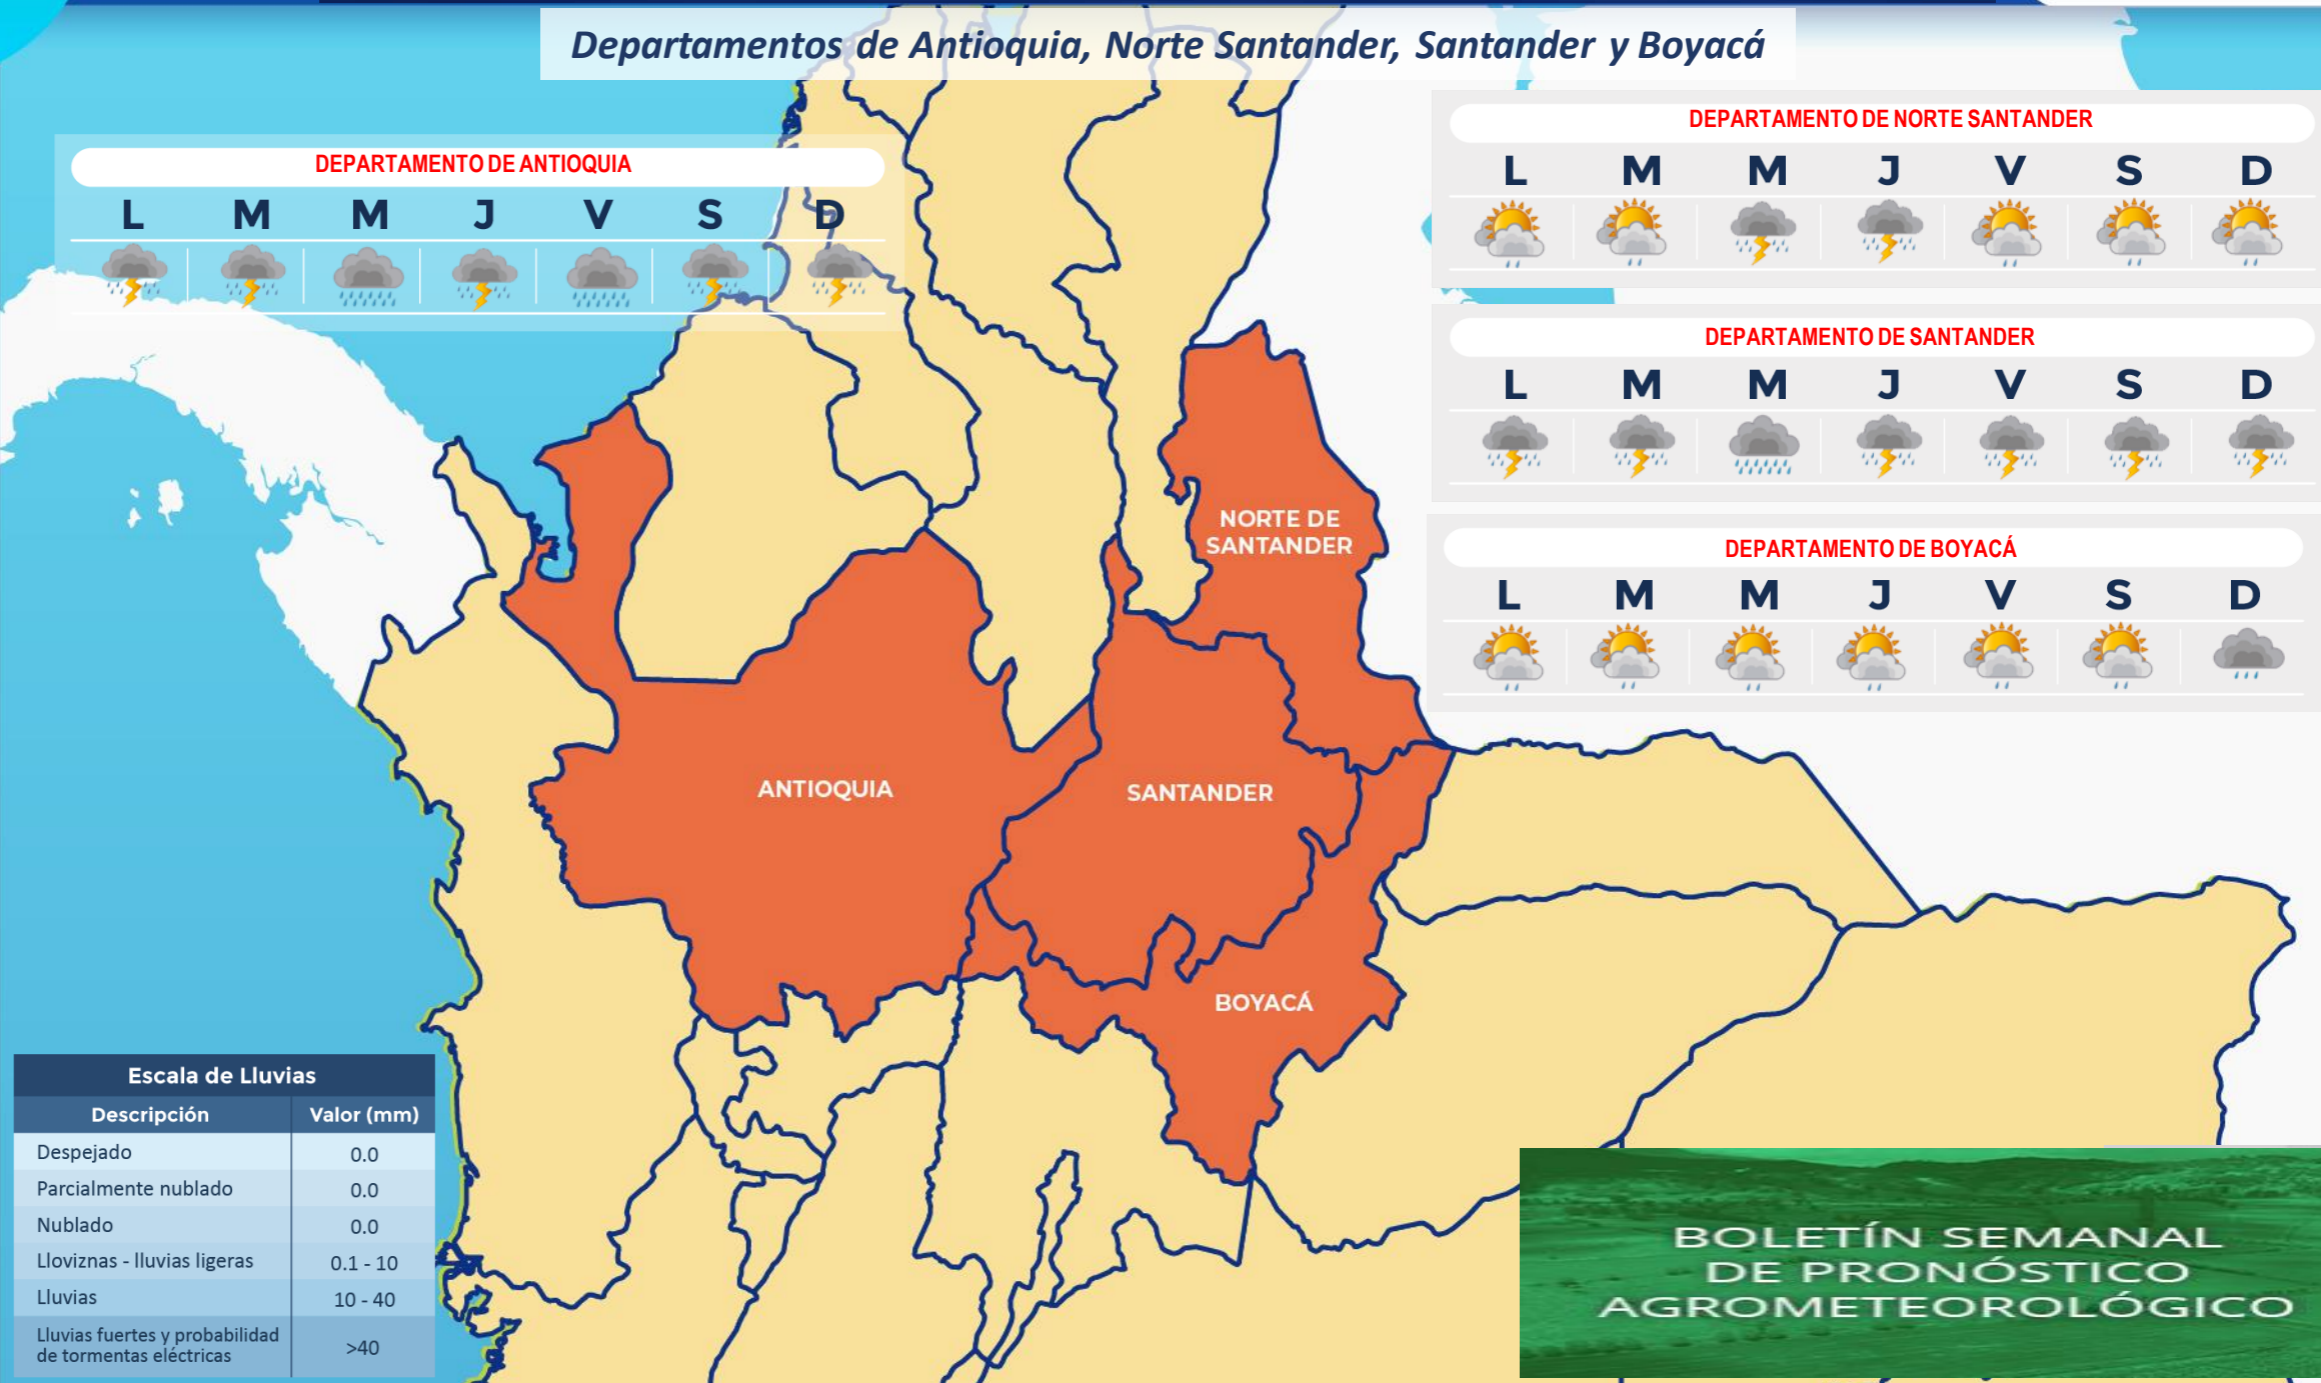 Departamentos de Antioquia, Norte Santander, Santander y Boyacá
DEPARTAMENTO DE ANTIOQUIA
L M M J V S D
DEPARTAMENTO DE NORTE SANTANDER
L M M J V S D
DEPARTAMENTO DE SANTANDER
L M M J V S D
DEPARTAMENTO DE BOYACÁ
L M M J V S D
NORTE DE
SANTANDER
ANTIOQUIA
SANTANDER
BOYACÁ
Escala de Lluvias
Descripción Valor (mm)
Despejado 0.0
Parcialmente nublado 0.0
Nublado 0.0
Lloviznas - lluvias ligeras 0.1 - 10
Lluvias 10 - 40
Lluvias fuertes y probabilidad
de tormentas eléctricas >40
BOLETÍN SEMANAL
DE PRONÓSTICO
AGROMETEOROLÓGICO